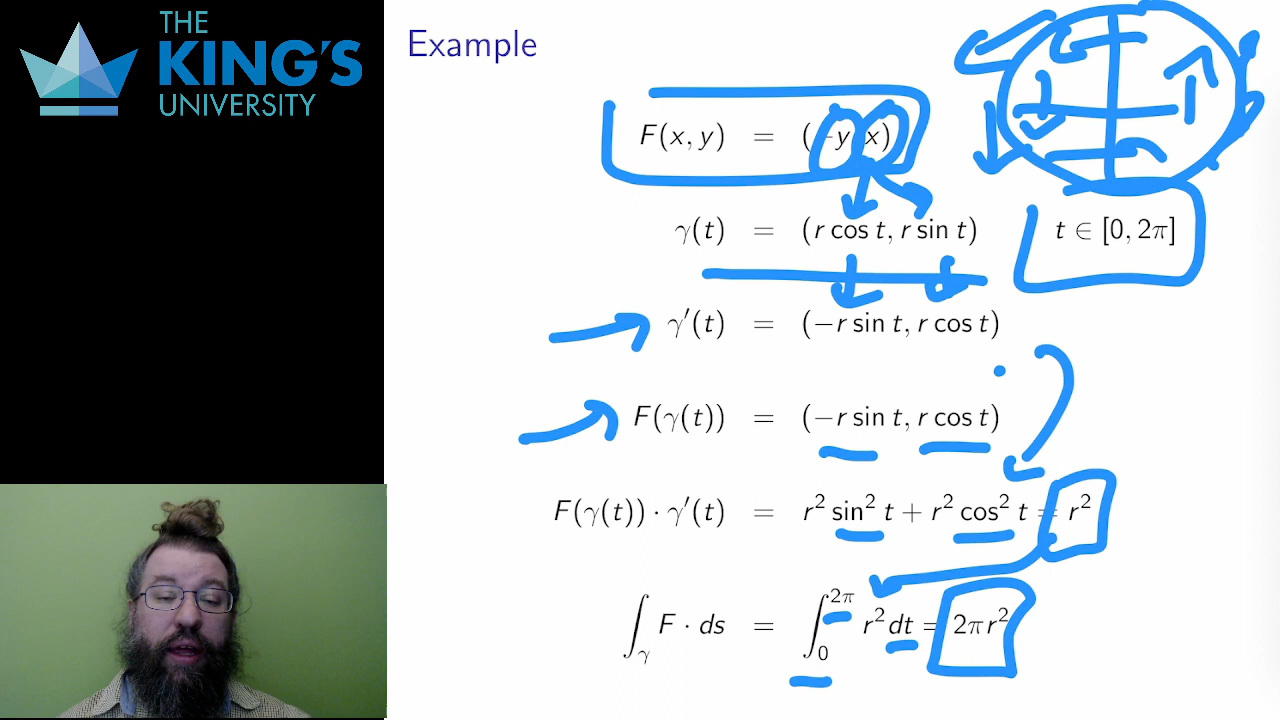 THE
KING'S
UNIVERSITY
Example
F(x, y) = (−y, x)
γ(t) = (r cos t, r sin t) t ∈ [0, 2π]
γ′(t) = (−r sin t, r cos t)
F(γ(t)) = (−r sin t, r cos t)
F(γ(t)) · γ′(t) = r² sin² t + r² cos² t = r²
∫_γ F · ds = ∫_0^{2π} r² dt = 2πr²